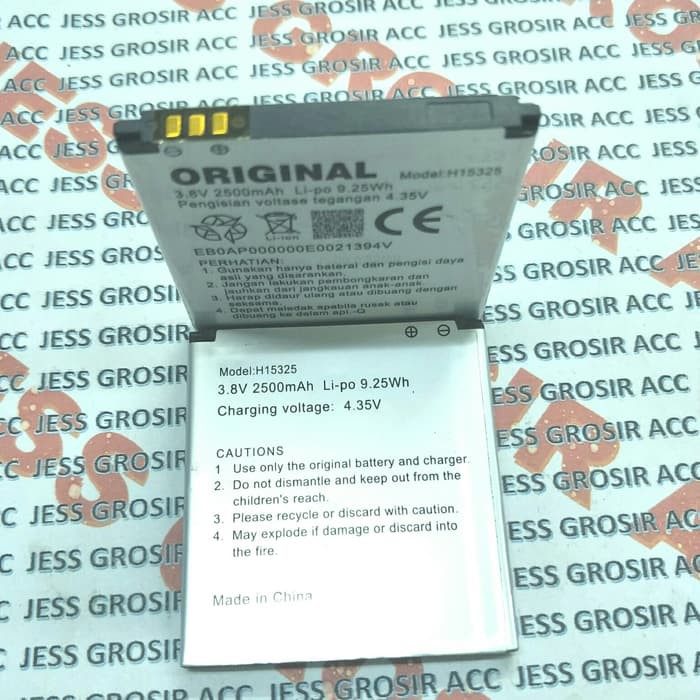 ORIGINAL
Model:H15325
3.8V 2500mAh Li-po 9.25Wh
Pengisian voltase tegangan 4.35V
Li-ion
CE
EB0AP000000E0021394V
PERHATIAN:
1. Gunakan hanya baterai dan pengisi daya
asli yang disarankan.
2. Jangan lakukan pembongkaran dan
jauhkan dari jangkauan anak-anak.
3. Harap didaur ulang atau dibuang dengan
seksama.
4. Dapat meledak apabila rusak atau
dibuang ke dalam api.-Q
Model:H15325
3.8V 2500mAh Li-po 9.25Wh
Charging voltage: 4.35V
CAUTIONS
1 Use only the original battery and charger.
2. Do not dismantle and keep out from the
children's reach.
3. Please recycle or discard with caution.
4. May explode if damage or discard into
the fire.
Made in China
JESS GROSIR ACC